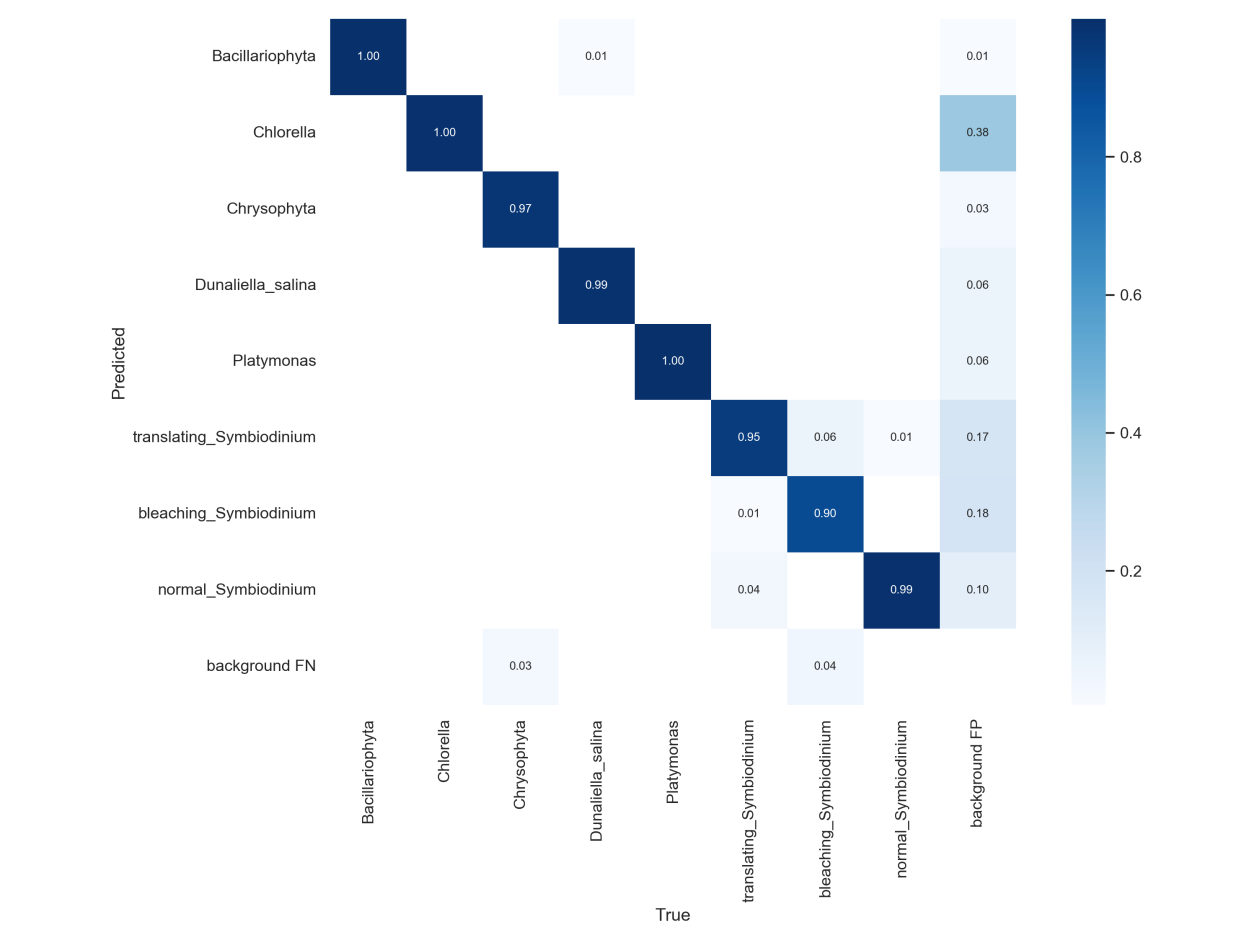 Bacillariophyta 1.00 0.01 0.01
Chlorella 1.00 0.38
0.8
Chrysophyta 0.97 0.03
Dunaliella_salina 0.99 0.06
0.6
Predicted
Platymonas 1.00 0.06
translating_Symbiodinium 0.95 0.06 0.01 0.17
0.4
bleaching_Symbiodinium 0.01 0.90 0.18
0.2
normal_Symbiodinium 0.04 0.99 0.10
background FN 0.03 0.04
Bacillariophyta
Chlorella
Chrysophyta
Dunaliella_salina
Platymonas
translating_Symbiodinium
bleaching_Symbiodinium
normal_Symbiodinium
background FP
True